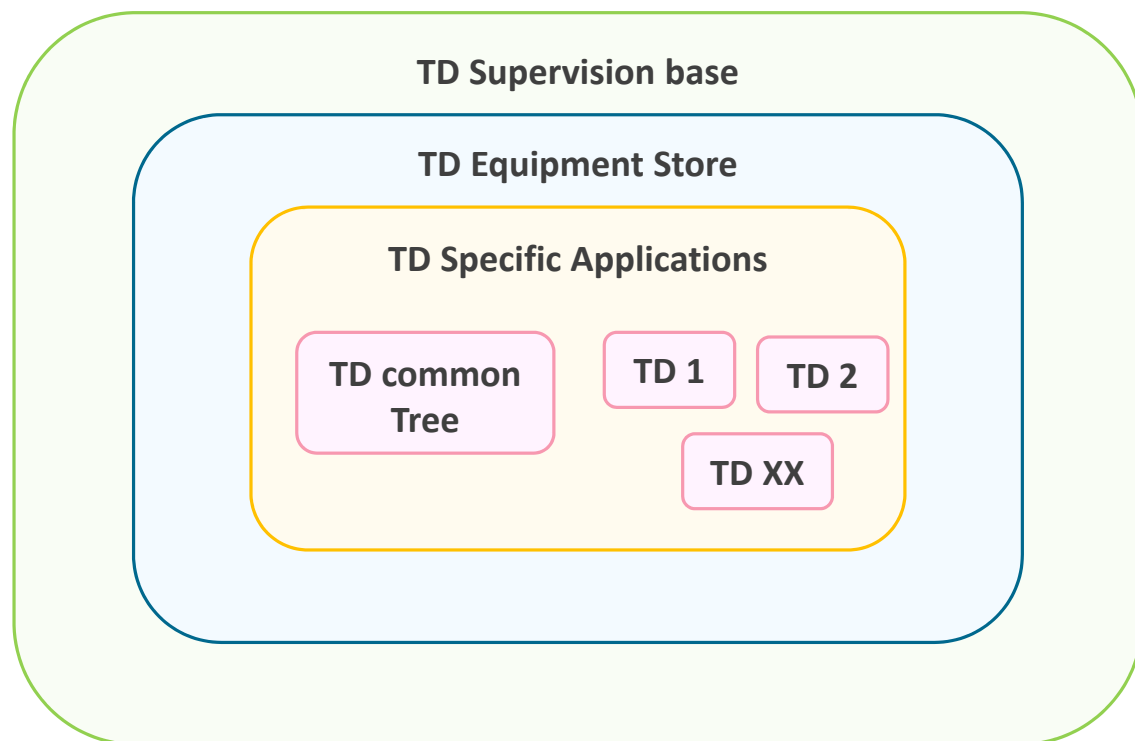 TD Supervision base
TD Equipment Store
TD Specific Applications
TD common
Tree
TD 1
TD 2
TD XX